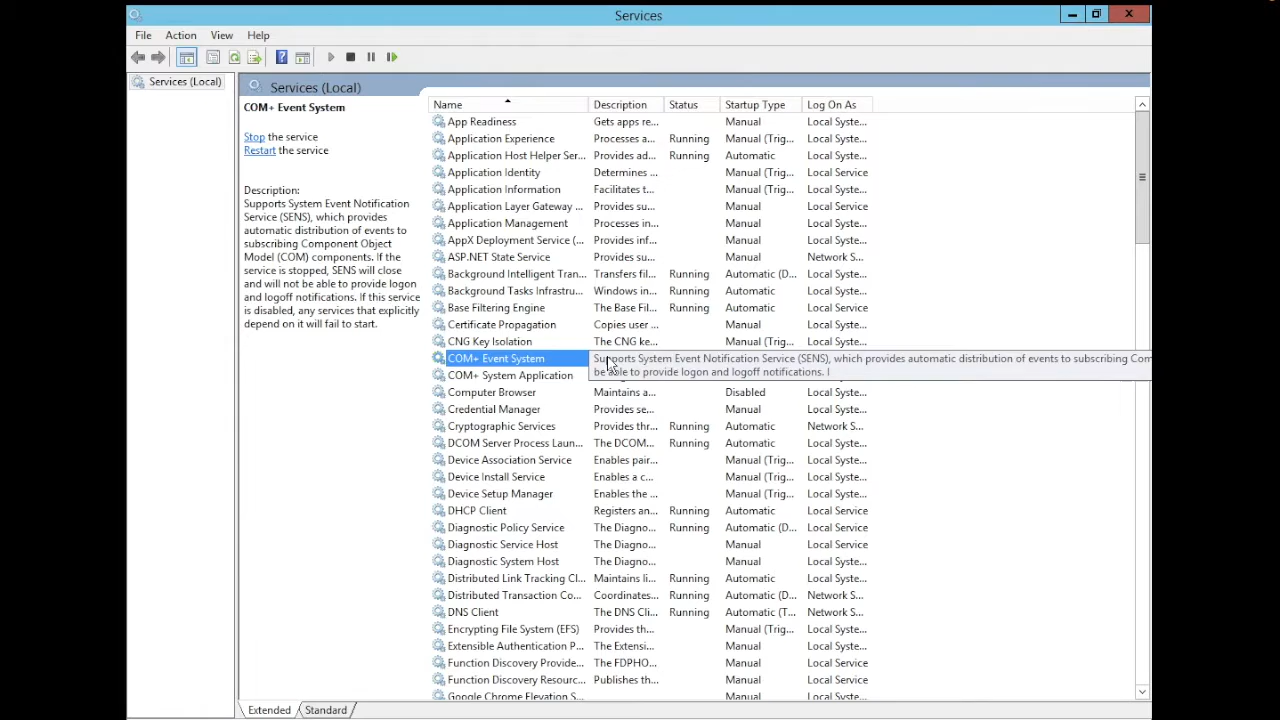 Services
File Action View Help
Services (Local)
Services (Local)
COM+ Event System
Stop the service
Restart the service
Description:
Supports System Event Notification
Service (SENS), which provides
automatic distribution of events to
subscribing Component Object
Model (COM) components. If the
service is stopped, SENS will close
and will not be able to provide logon
and logoff notifications. If this service
is disabled, any services that explicitly
depend on it will fail to start.
Name Description Status Startup Type Log On As
App Readiness Gets apps re... Manual Local Syste...
Application Experience Processes a... Running Manual (Trig... Local Syste...
Application Host Helper Ser... Provides ad... Running Automatic Local Syste...
Application Identity Determines ... Manual (Trig... Local Service
Application Information Facilitates t... Manual (Trig... Local Syste...
Application Layer Gateway ... Provides su... Manual Local Service
Application Management Processes in... Manual Local Syste...
AppX Deployment Service (... Provides inf... Manual Local Syste...
ASP.NET State Service Provides su... Manual Network S...
Background Intelligent Tran... Transfers fil... Running Automatic (D... Local Syste...
Background Tasks Infrastru... Windows in... Running Automatic Local Syste...
Base Filtering Engine The Base Fil... Running Automatic Local Service
Certificate Propagation Copies user ... Manual Local Syste...
CNG Key Isolation The CNG ke... Manual (Trig... Local Syste...
COM+ Event System Supports System Event Notification Service (SENS), which provides automatic distribution of events to subscribing Com
be able to provide logon and logoff notifications. I
COM+ System Application
Computer Browser Maintains a... Disabled Local Syste...
Credential Manager Provides se... Manual Local Syste...
Cryptographic Services Provides thr... Running Automatic Network S...
DCOM Server Process Laun... The DCOM... Running Automatic Local Syste...
Device Association Service Enables pair... Manual (Trig... Local Syste...
Device Install Service Enables a c... Manual (Trig... Local Syste...
Device Setup Manager Enables the ... Manual (Trig... Local Syste...
DHCP Client Registers an... Running Automatic Local Service
Diagnostic Policy Service The Diagno... Running Automatic (D... Local Service
Diagnostic Service Host The Diagno... Manual Local Service
Diagnostic System Host The Diagno... Manual Local Syste...
Distributed Link Tracking Cl... Maintains li... Running Automatic Local Syste...
Distributed Transaction Co... Coordinates... Running Automatic (D... Network S...
DNS Client The DNS Cli... Running Automatic (T... Network S...
Encrypting File System (EFS) Provides th... Manual (Trig... Local Syste...
Extensible Authentication P... The Extensi... Manual Local Syste...
Function Discovery Provide... The FDPHO... Manual Local Service
Function Discovery Resourc... Publishes th... Manual Local Service
Google Chrome Elevation S... Manual Local Syste...
Extended Standard